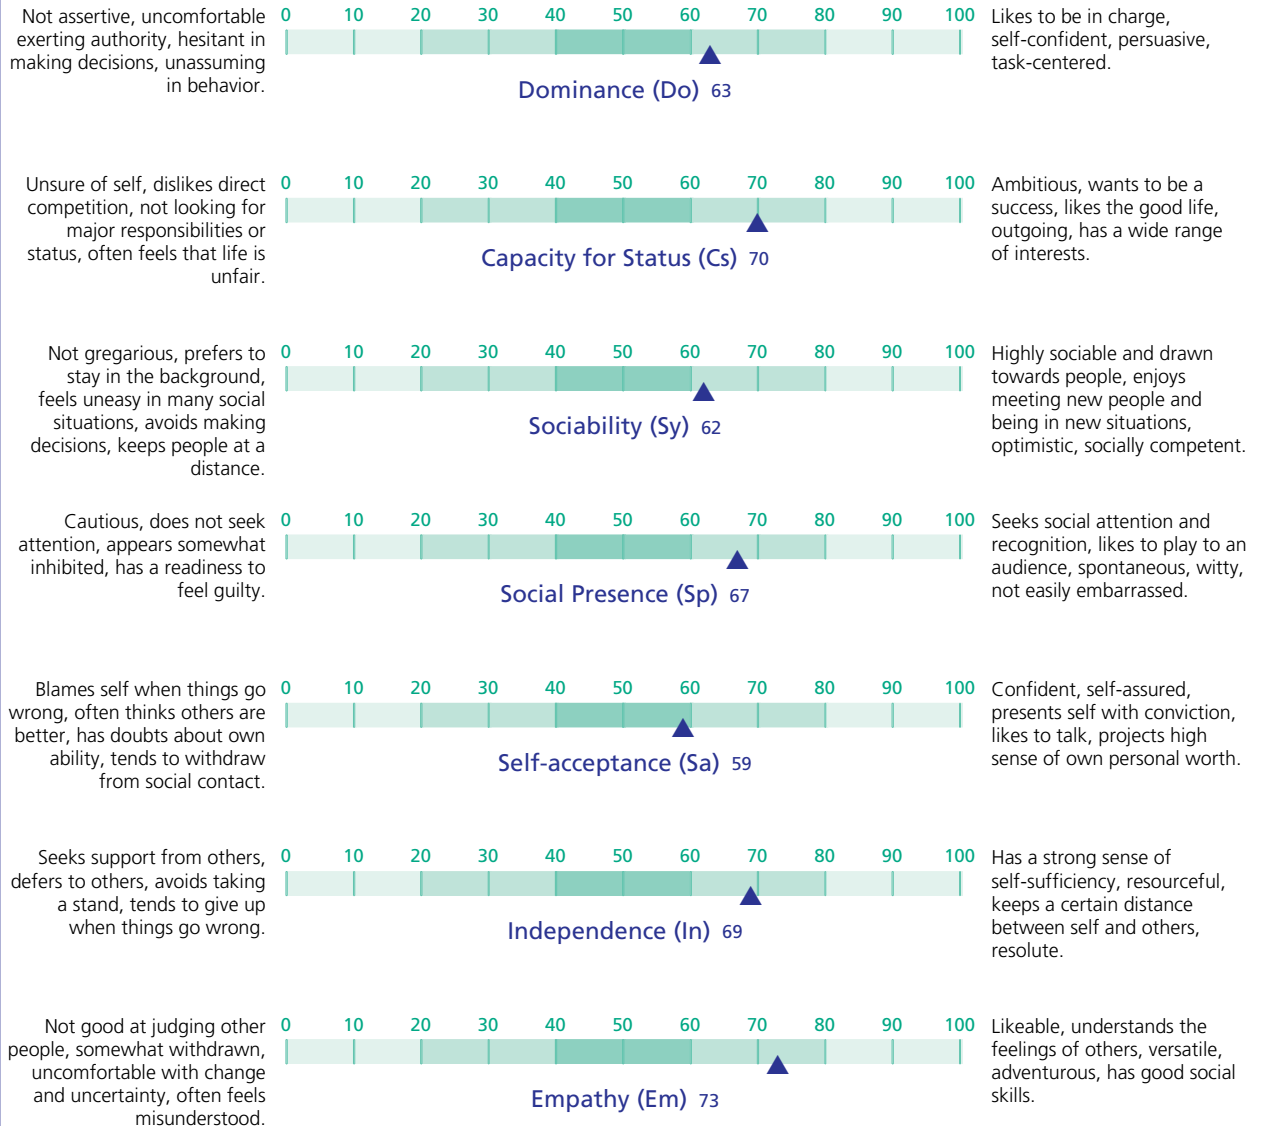 Not assertive, uncomfortable
exerting authority, hesitant in
making decisions, unassuming
in behavior.
0 10 20 30 40 50 60 70 80 90 100
Dominance (Do) 63
Likes to be in charge,
self-confident, persuasive,
task-centered.
Unsure of self, dislikes direct
competition, not looking for
major responsibilities or
status, often feels that life is
unfair.
0 10 20 30 40 50 60 70 80 90 100
Capacity for Status (Cs) 70
Ambitious, wants to be a
success, likes the good life,
outgoing, has a wide range
of interests.
Not gregarious, prefers to
stay in the background,
feels uneasy in many social
situations, avoids making
decisions, keeps people at a
distance.
0 10 20 30 40 50 60 70 80 90 100
Sociability (Sy) 62
Highly sociable and drawn
towards people, enjoys
meeting new people and
being in new situations,
optimistic, socially competent.
Cautious, does not seek
attention, appears somewhat
inhibited, has a readiness to
feel guilty.
0 10 20 30 40 50 60 70 80 90 100
Social Presence (Sp) 67
Seeks social attention and
recognition, likes to play to an
audience, spontaneous, witty,
not easily embarrassed.
Blames self when things go
wrong, often thinks others are
better, has doubts about own
ability, tends to withdraw
from social contact.
0 10 20 30 40 50 60 70 80 90 100
Self-acceptance (Sa) 59
Confident, self-assured,
presents self with conviction,
likes to talk, projects high
sense of own personal worth.
Seeks support from others,
defers to others, avoids taking
a stand, tends to give up
when things go wrong.
0 10 20 30 40 50 60 70 80 90 100
Independence (In) 69
Has a strong sense of
self-sufficiency, resourceful,
keeps a certain distance
between self and others,
resolute.
Not good at judging other
people, somewhat withdrawn,
uncomfortable with change
and uncertainty, often feels
misunderstood.
0 10 20 30 40 50 60 70 80 90 100
Empathy (Em) 73
Likeable, understands the
feelings of others, versatile,
adventurous, has good social
skills.